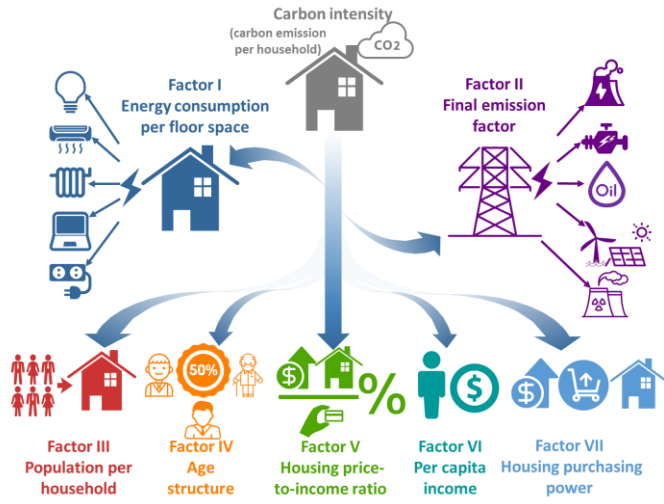 Carbon intensity
(carbon emission
per household)
CO2
Factor I
Energy consumption
per floor space
Factor II
Final emission
factor
Oil
50%
$
%
$
$
Factor III
Population per
household
Factor IV
Age
structure
Factor V
Housing price-
to-income ratio
Factor VI
Per capita
income
Factor VII
Housing purchasing
power